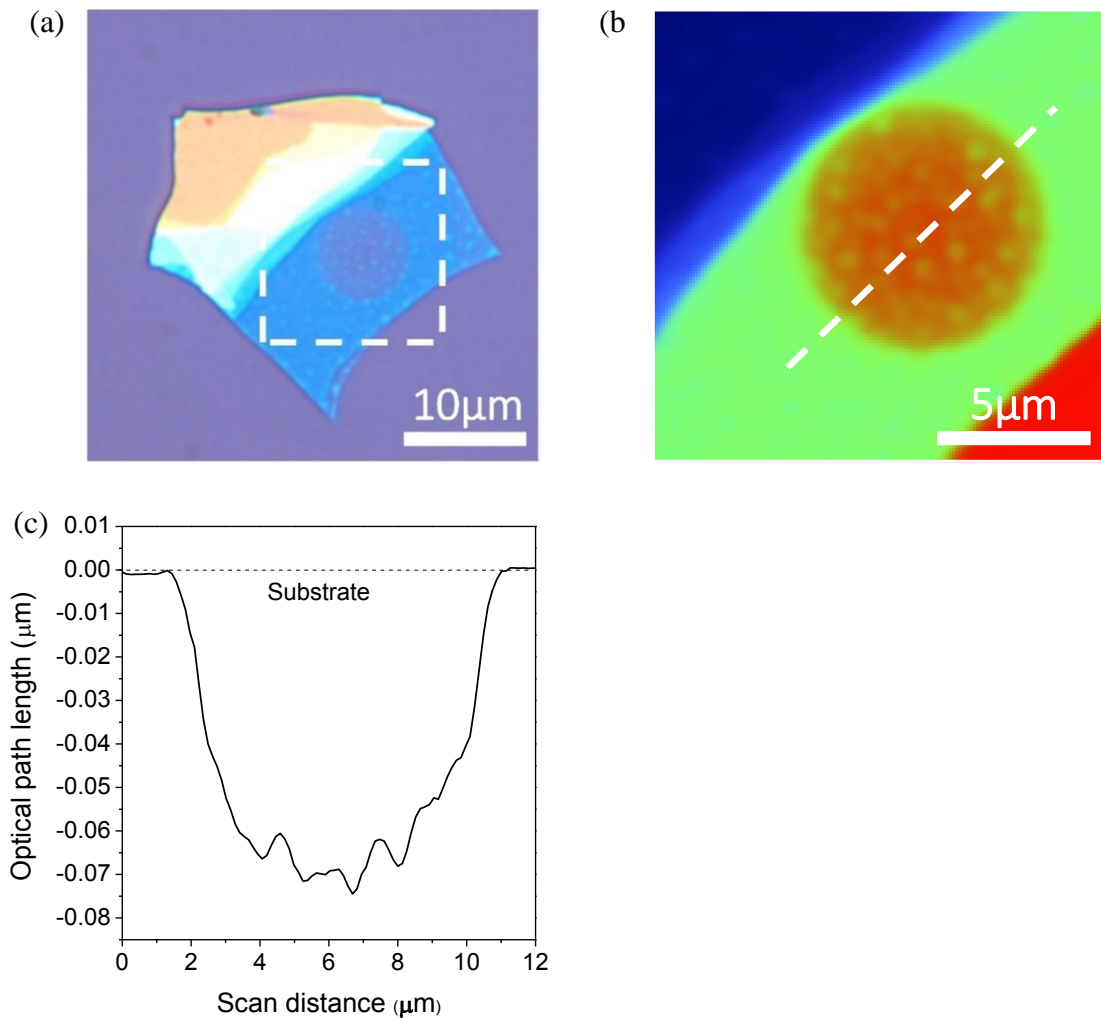 (a)
10μm
(b)
5μm
(c)
0.01
0.00
-0.01
-0.02
-0.03
-0.04
-0.05
-0.06
-0.07
-0.08
Optical path length (μm)
Substrate
0 2 4 6 8 10 12
Scan distance (μm)